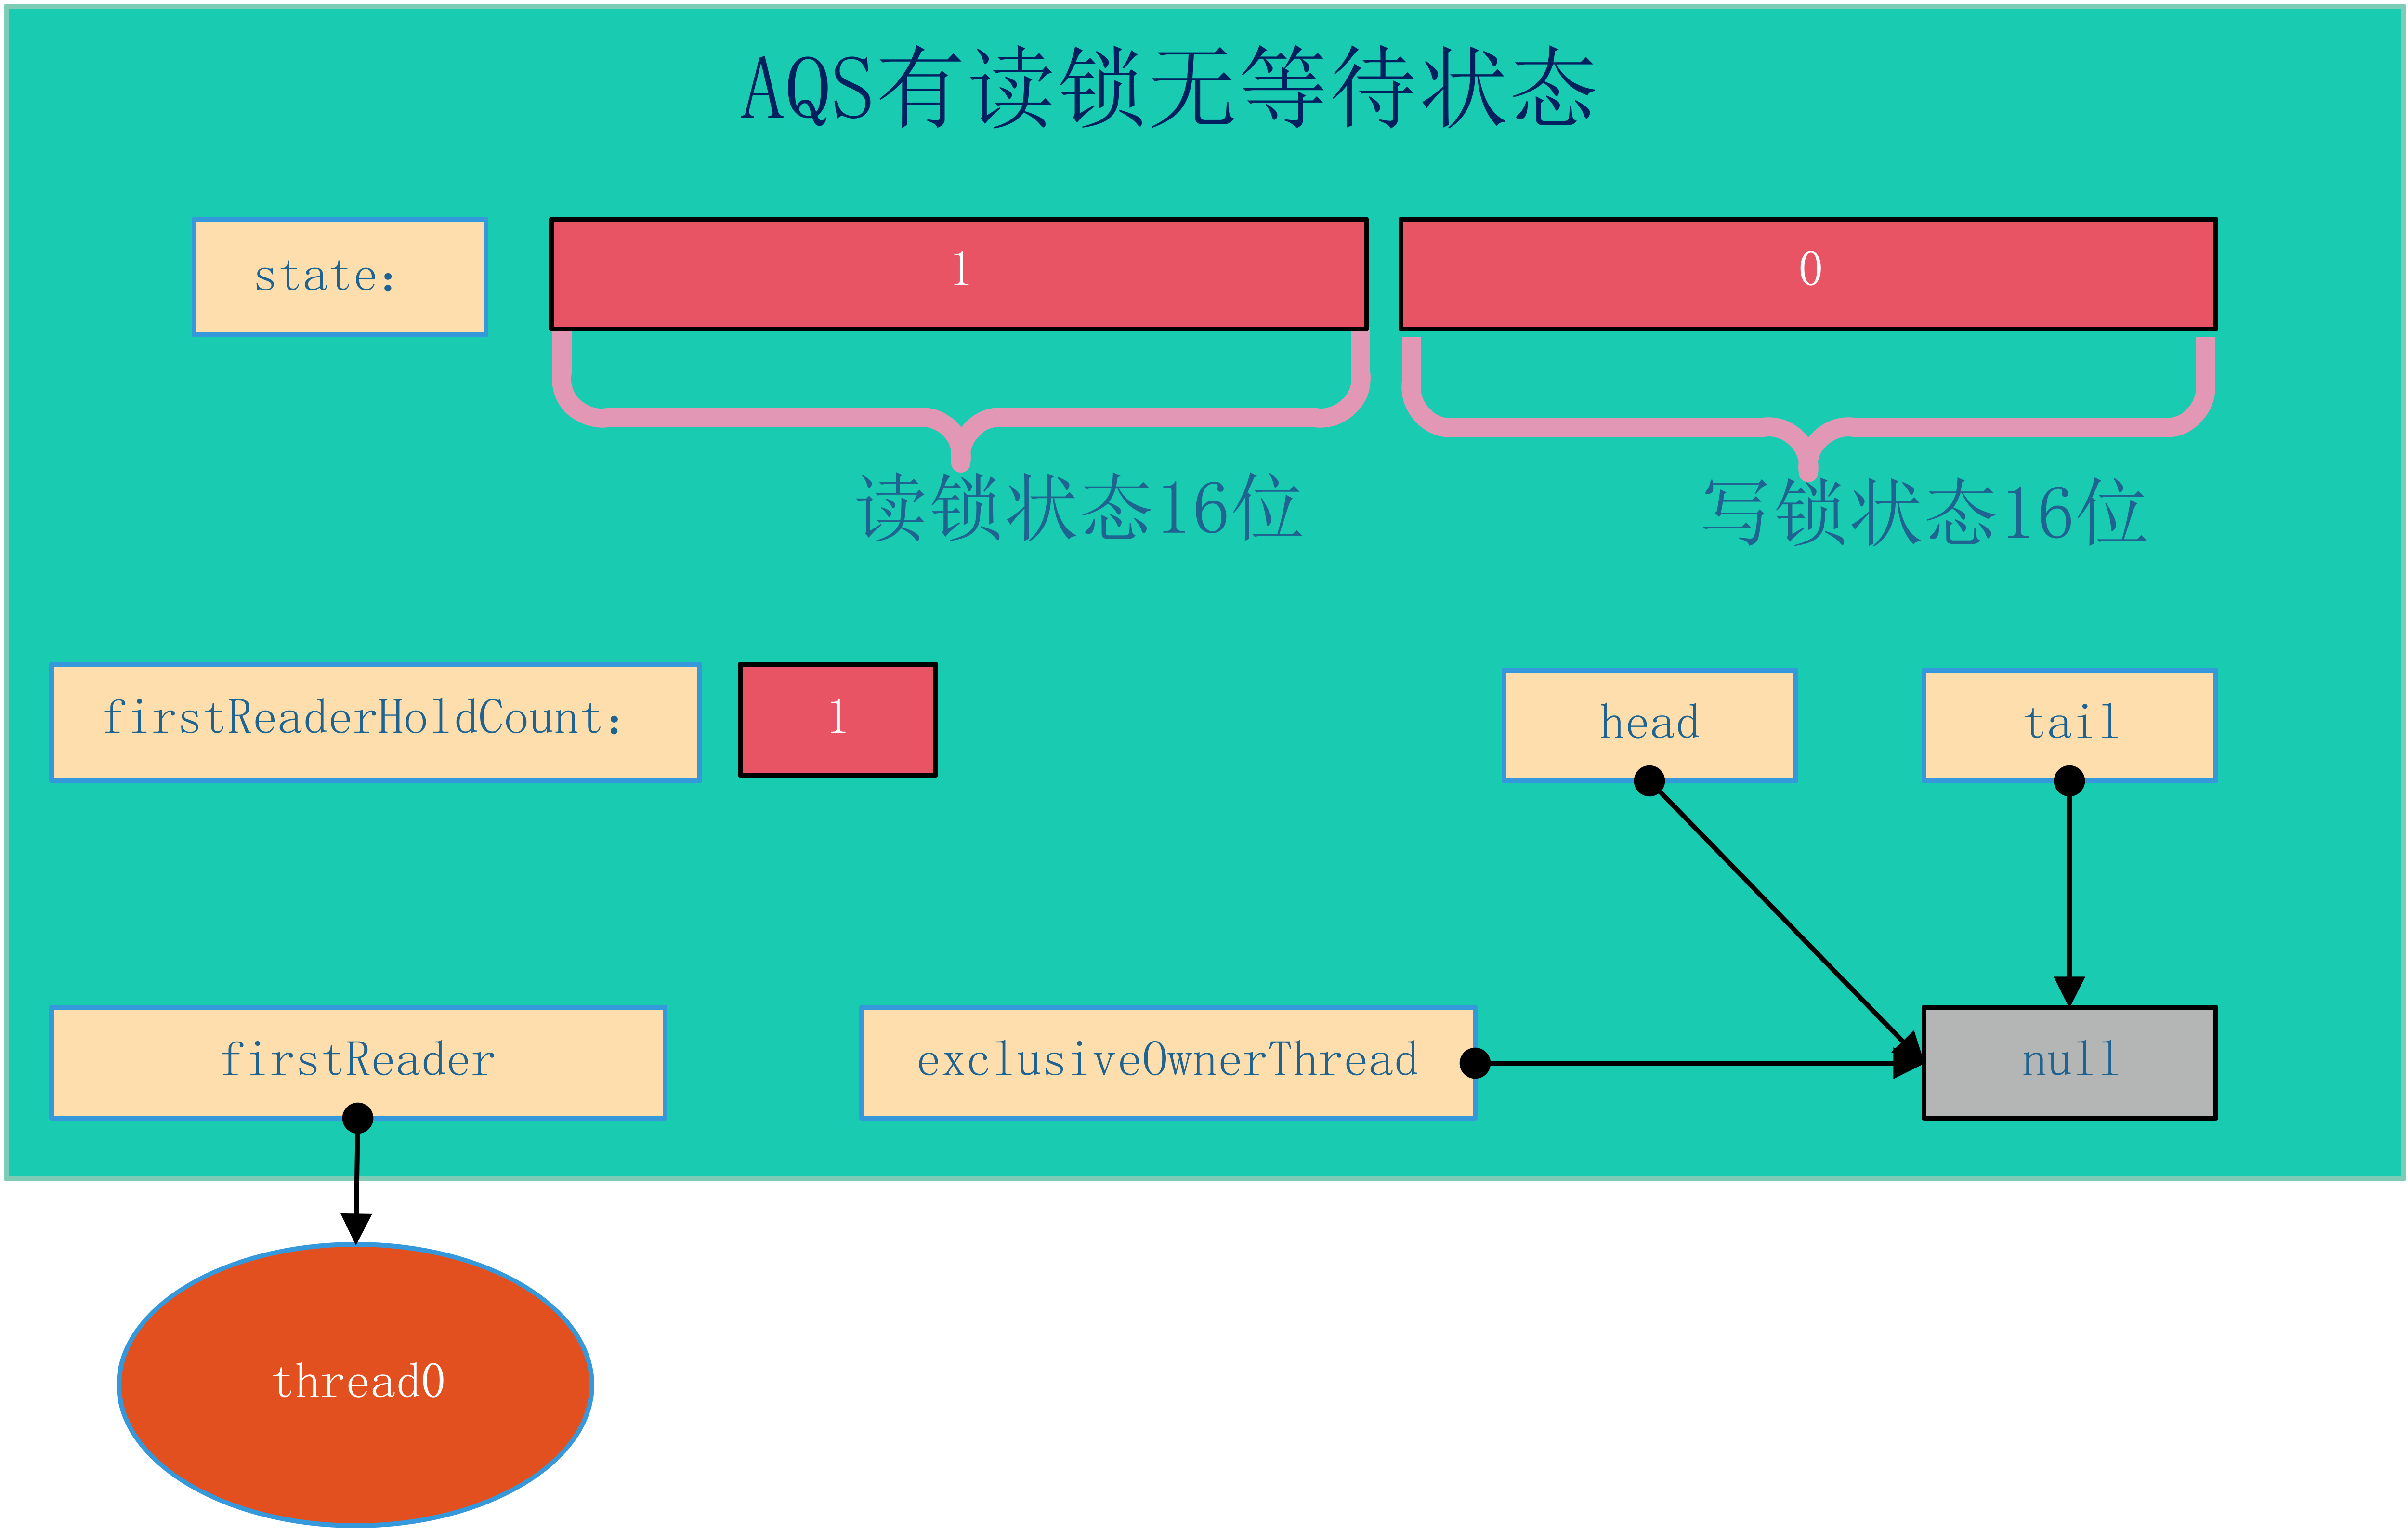 AQS有读锁无等待状态
state：
1
0
读锁状态16位
写锁状态16位
firstReaderHoldCount：
1
head
tail
firstReader
exclusiveOwnerThread
null
thread0